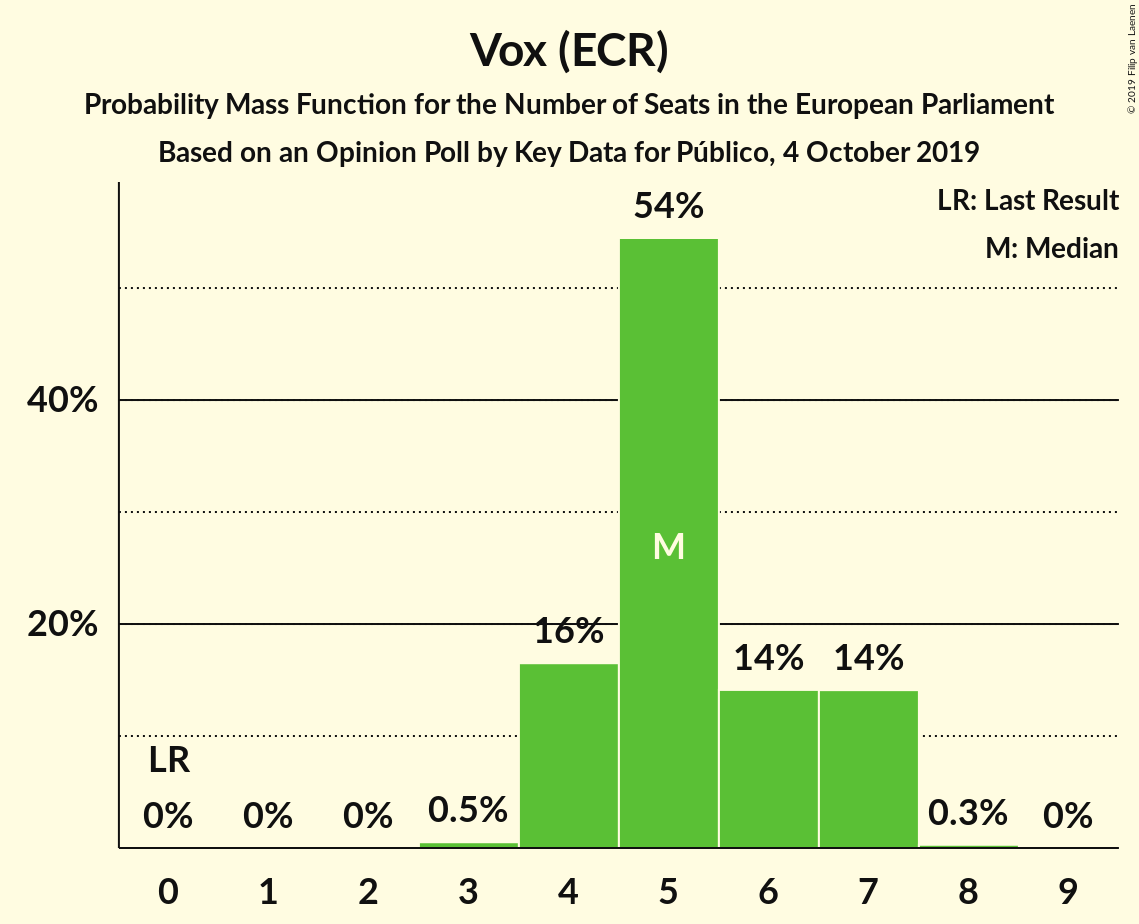 Vox (ECR)
Probability Mass Function for the Number of Seats in the European Parliament
Based on an Opinion Poll by Key Data for Público, 4 October 2019
© 2019 Filip van Laenen
LR: Last Result
M: Median
54%
40%
M
20%
16%
14% 14%
LR
0% 0% 0% 0.5% 0.3% 0%
0 1 2 3 4 5 6 7 8 9